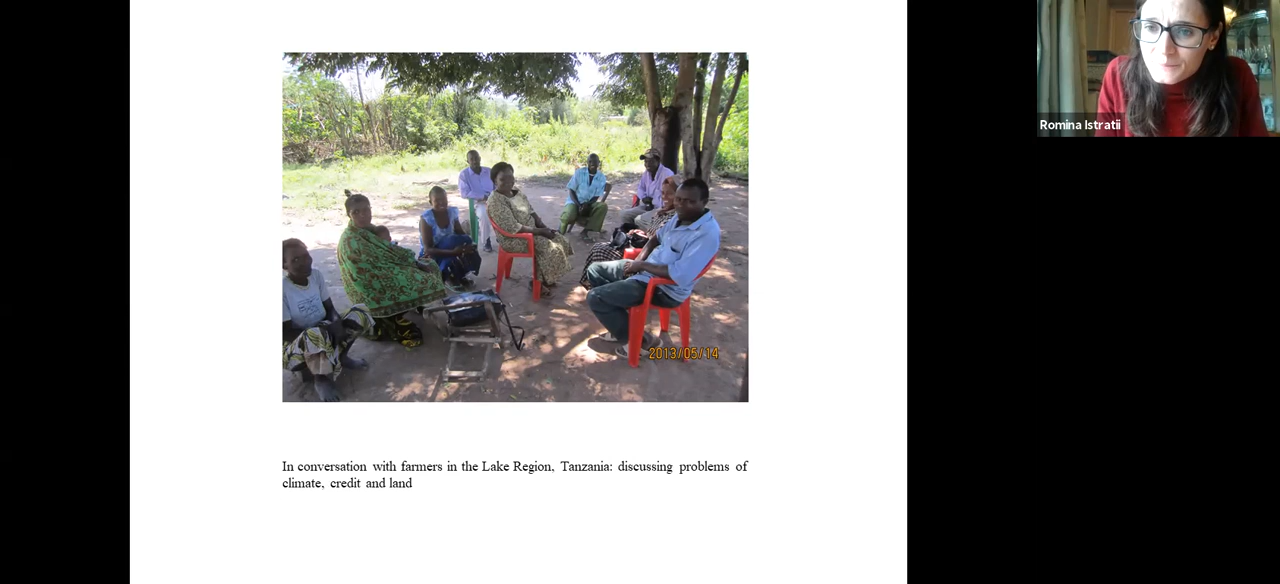 Romina Istratii
2013/05/14
In conversation with farmers in the Lake Region, Tanzania: discussing problems of
climate, credit and land